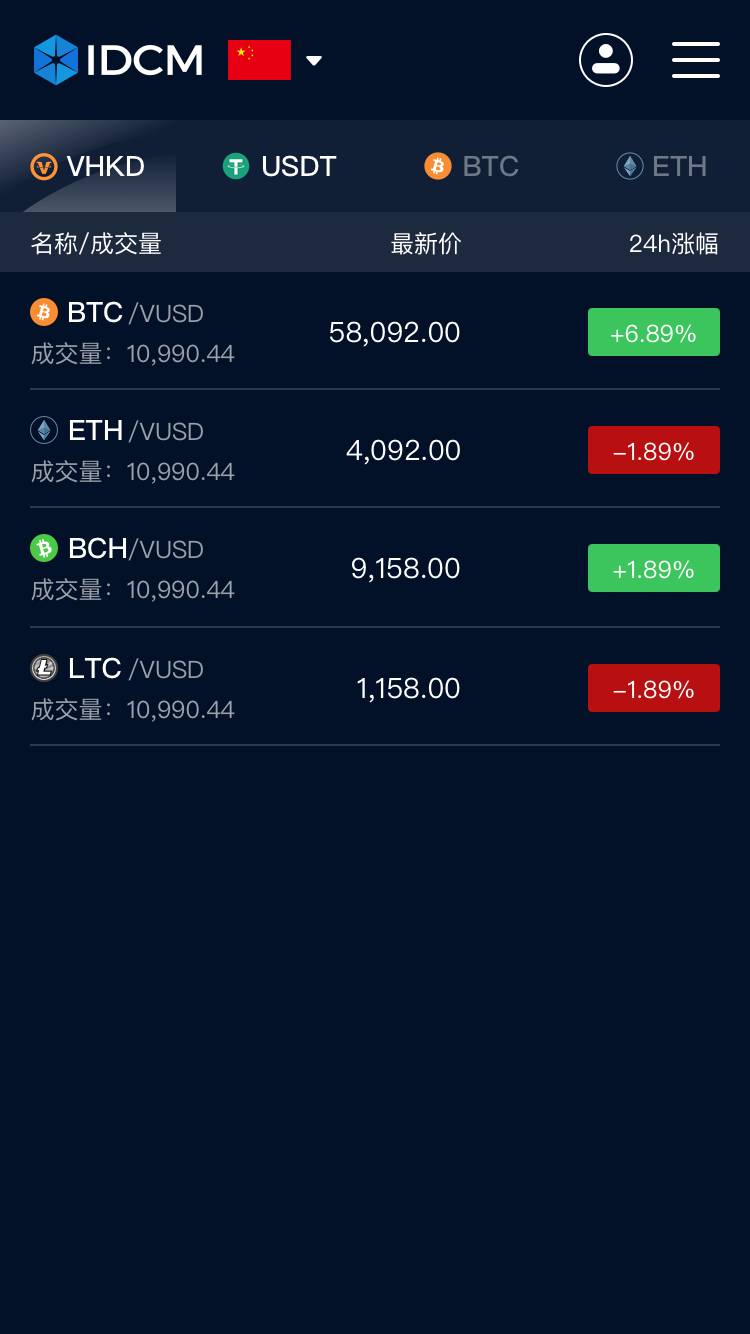 IDCM
VHKD USDT BTC ETH
名称/成交量 最新价 24h涨幅
BTC /VUSD
58,092.00 +6.89%
成交量：10,990.44
ETH /VUSD
4,092.00 –1.89%
成交量：10,990.44
BCH/VUSD
9,158.00 +1.89%
成交量：10,990.44
LTC /VUSD
1,158.00 –1.89%
成交量：10,990.44